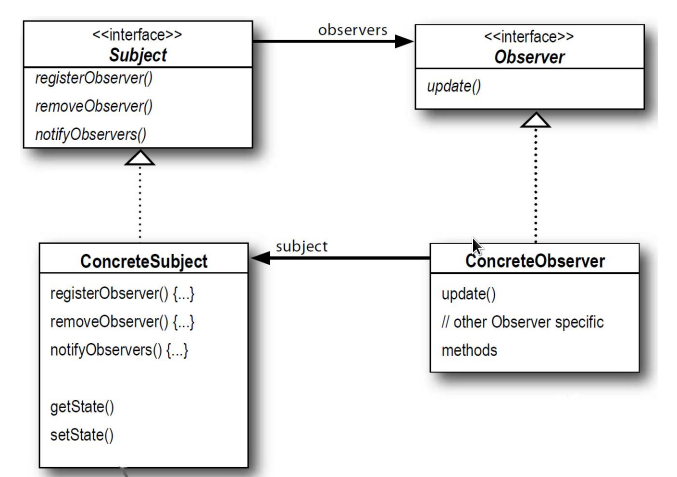 <<interface>>
Subject
registerObserver()
removeObserver()
notifyObservers()
observers
<<interface>>
Observer
update()
ConcreteSubject
registerObserver() {...}
removeObserver() {...}
notifyObservers() {...}
getState()
setState()
subject
ConcreteObserver
update()
// other Observer specific
methods